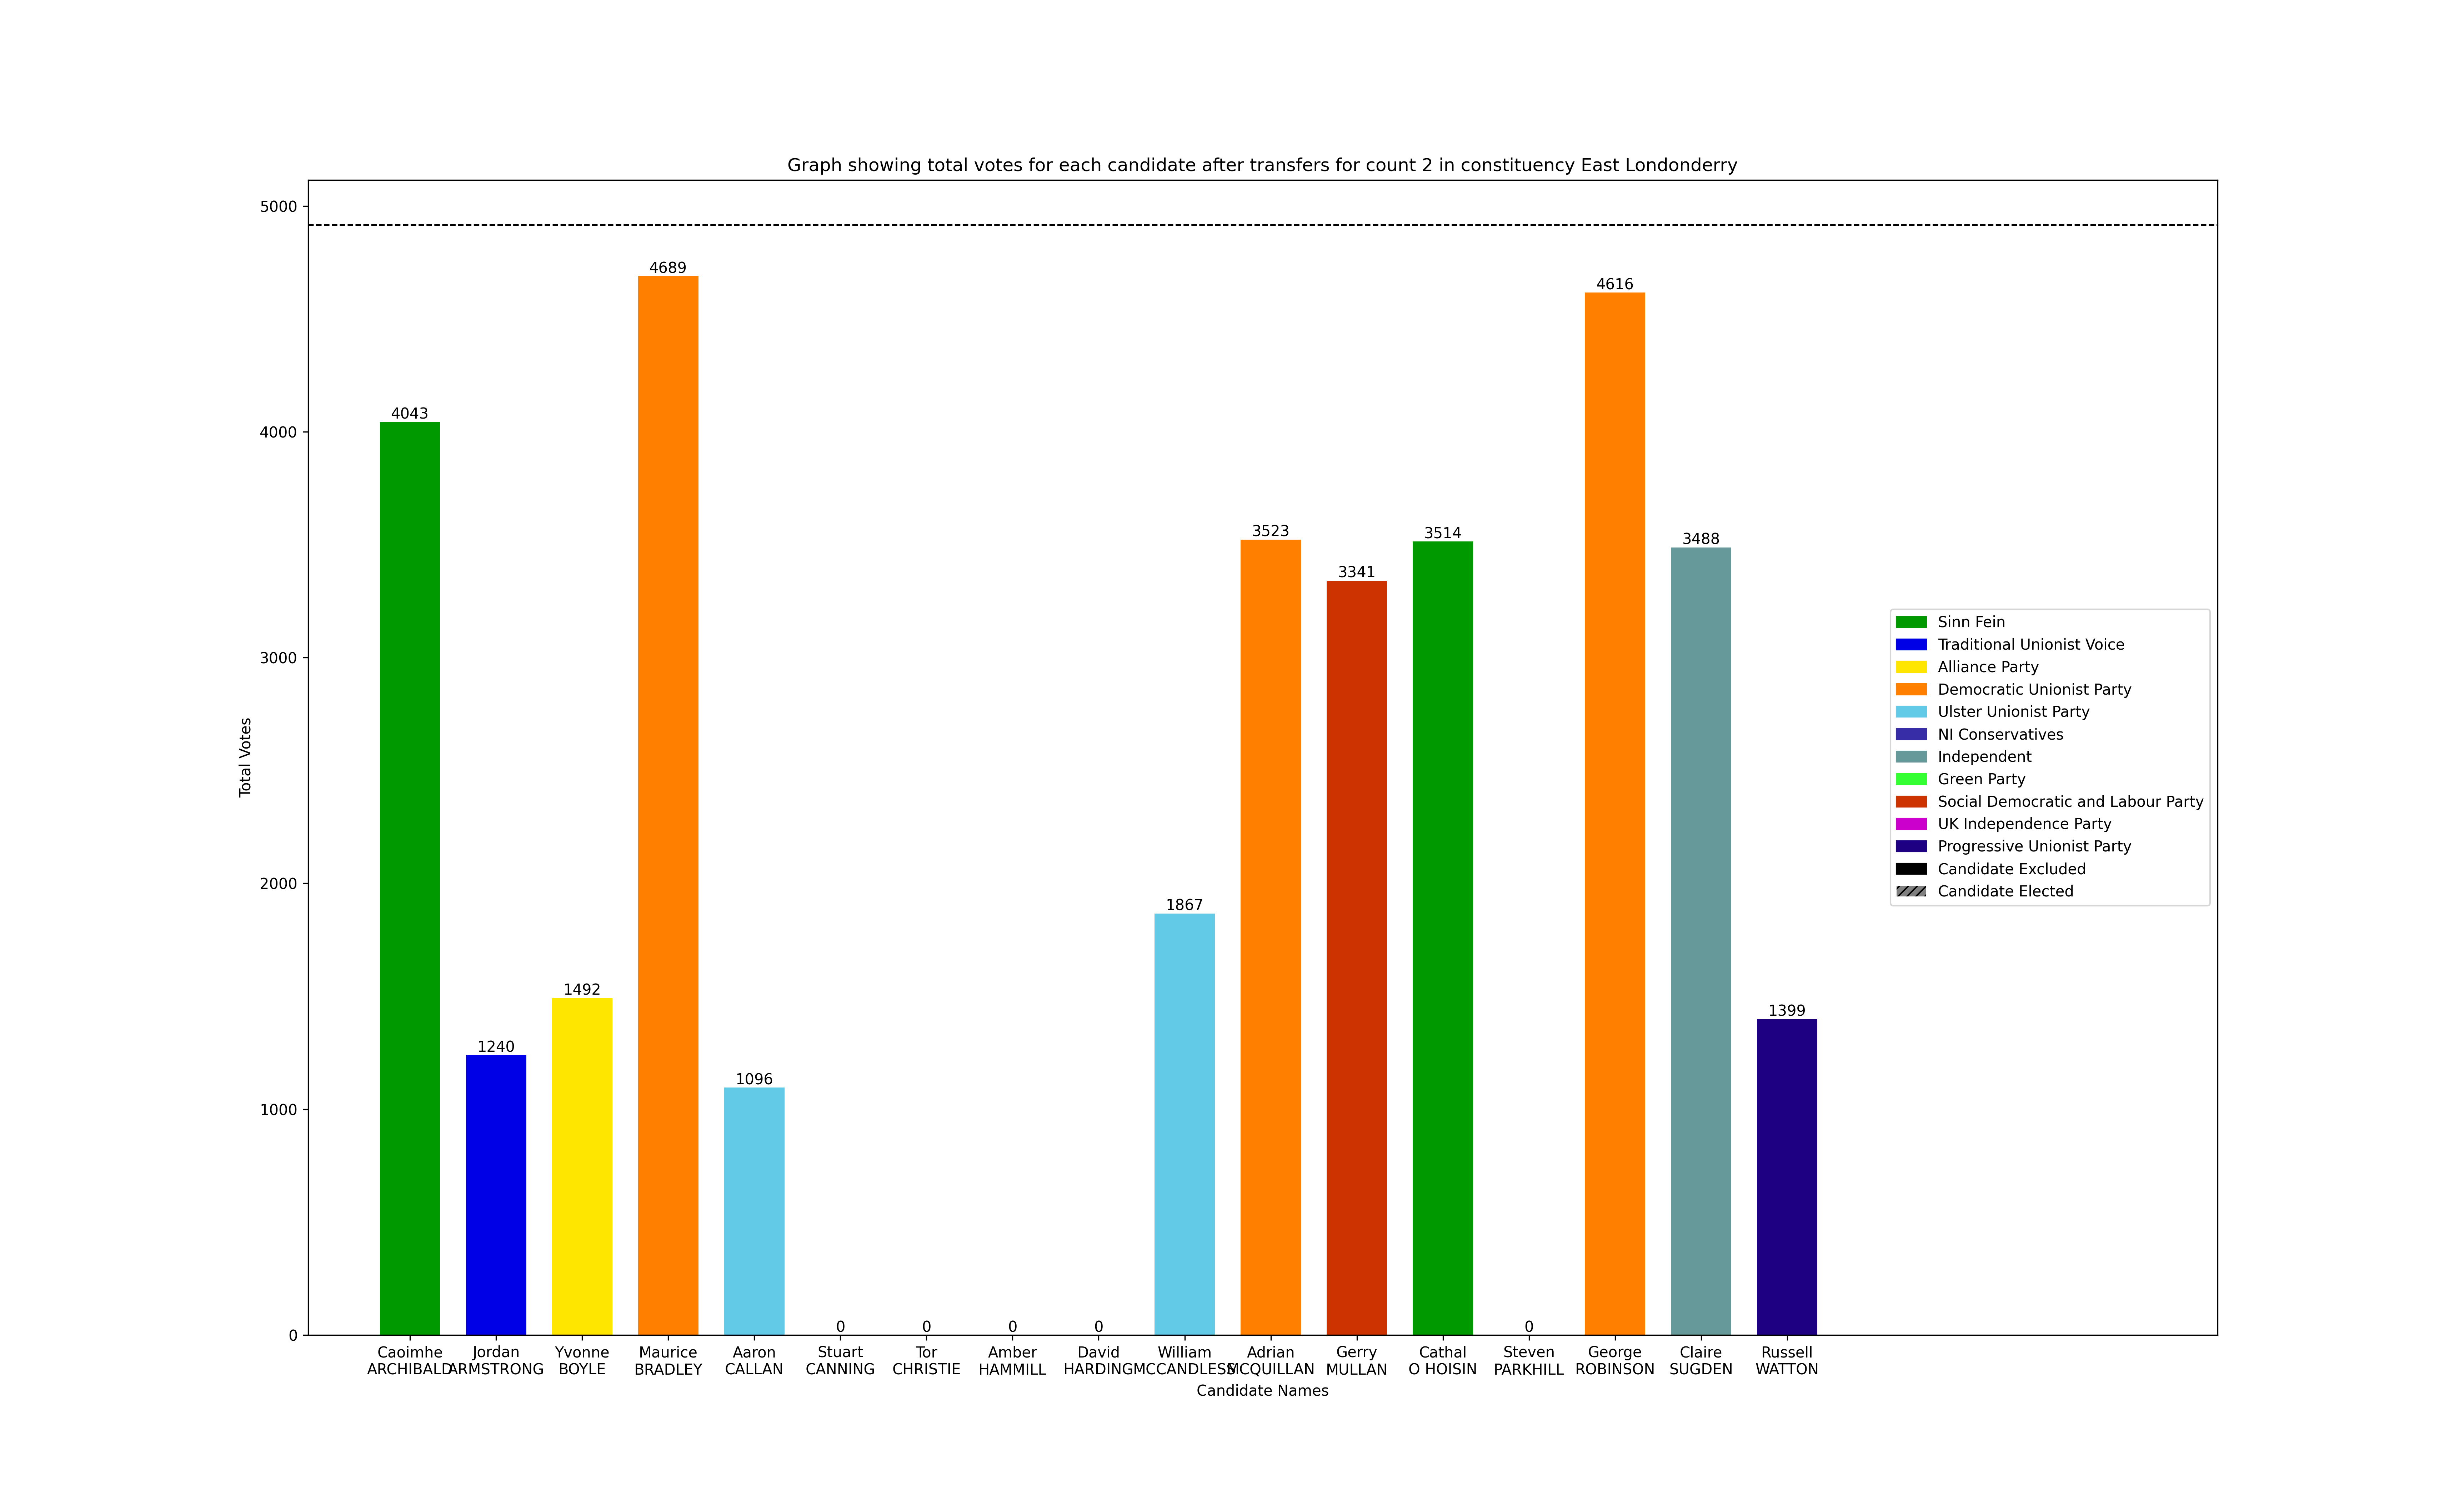 Graph showing total votes for each candidate after transfers for count 2 in constituency East Londonderry
Total Votes
5000
4000
3000
2000
1000
0
4043
1240
1492
4689
1096
0
0
0
0
1867
3523
3341
3514
0
4616
3488
1399
Caoimhe
ARCHIBALD
Jordan
ARMSTRONG
Yvonne
BOYLE
Maurice
BRADLEY
Aaron
CALLAN
Stuart
CANNING
Tor
CHRISTIE
Amber
HAMMILL
David
HARDING
William
MCCANDLESS
Adrian
MCQUILLAN
Gerry
MULLAN
Cathal
O HOISIN
Steven
PARKHILL
George
ROBINSON
Claire
SUGDEN
Russell
WATTON
Candidate Names
Sinn Fein
Traditional Unionist Voice
Alliance Party
Democratic Unionist Party
Ulster Unionist Party
NI Conservatives
Independent
Green Party
Social Democratic and Labour Party
UK Independence Party
Progressive Unionist Party
Candidate Excluded
Candidate Elected